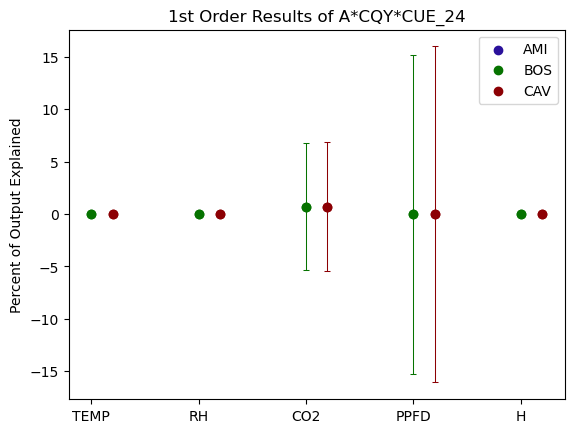 1st Order Results of A*CQY*CUE_24
Percent of Output Explained
15
10
5
0
−5
−10
−15
TEMP
RH
CO2
PPFD
H
AMI
BOS
CAV